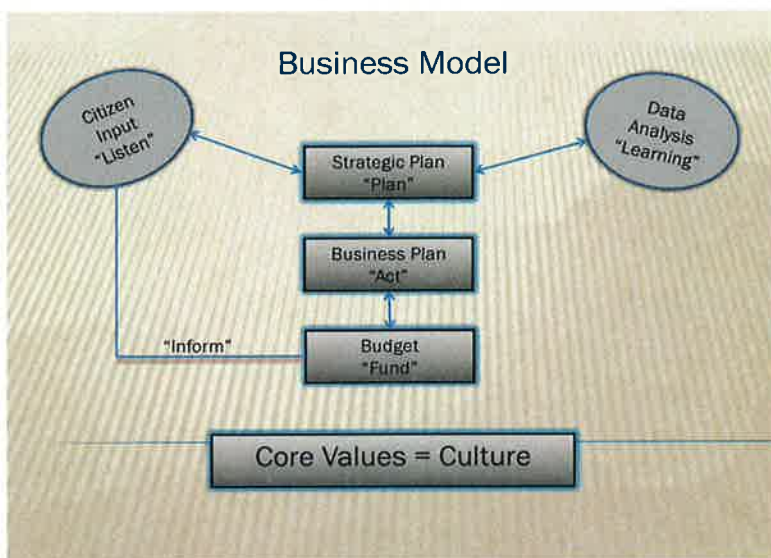 Business Model
Citizen
Input
"Listen"
Data
Analysis
"Learning"
Strategic Plan
"Plan"
Business Plan
"Act"
"Inform"
Budget
"Fund"
Core Values = Culture